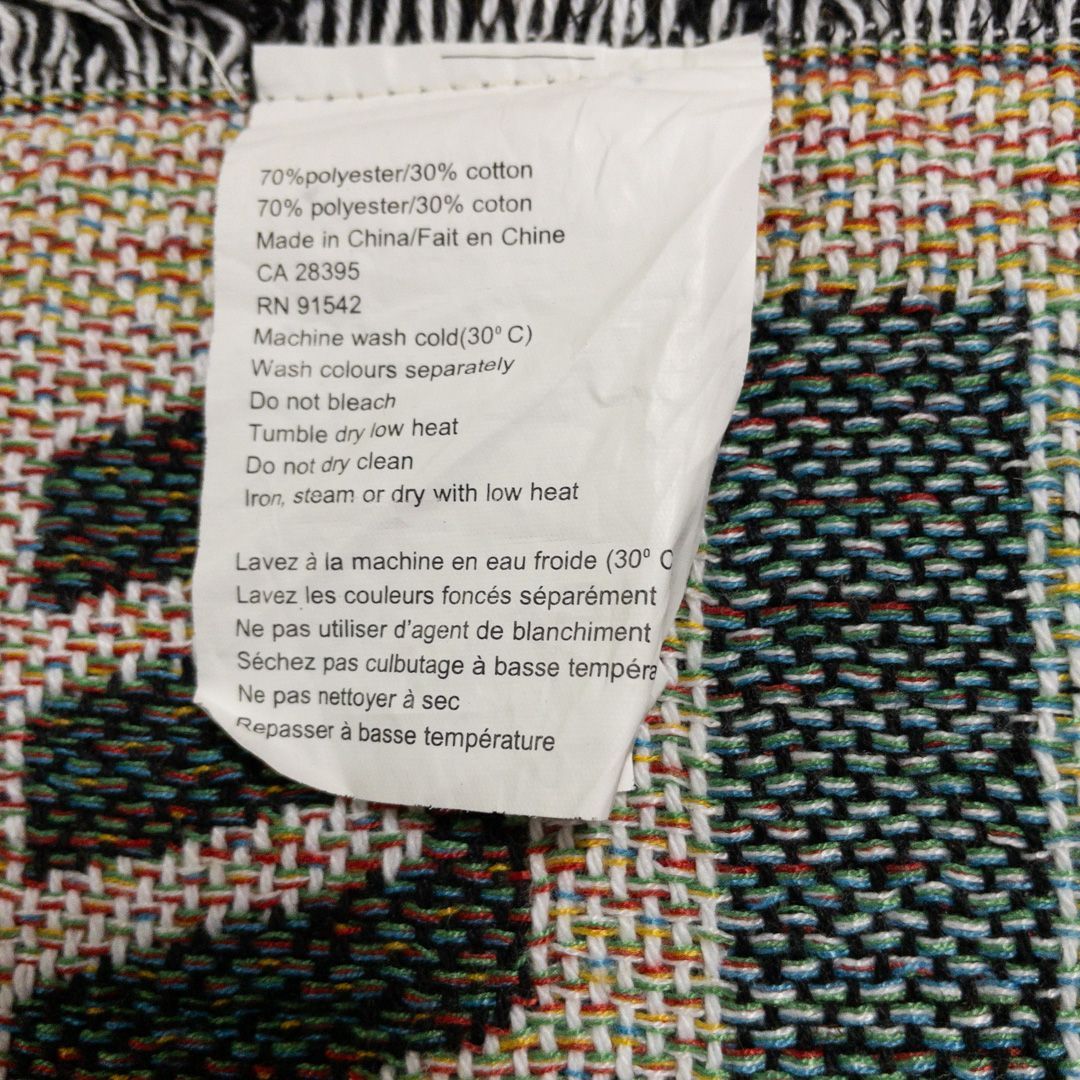 70%polyester/30% cotton
70% polyester/30% coton
Made in China/Fait en Chine
CA 28395
RN 91542
Machine wash cold(30⁰ C)
Wash colours separately
Do not bleach
Tumble dry low heat
Do not dry clean
Iron, steam or dry with low heat
Lavez à la machine en eau froide (30⁰ C
Lavez les couleurs foncés séparément
Ne pas utiliser d'agent de blanchiment
Séchez pas culbutage à basse tempéra
Ne pas nettoyer à sec
Repasser à basse température